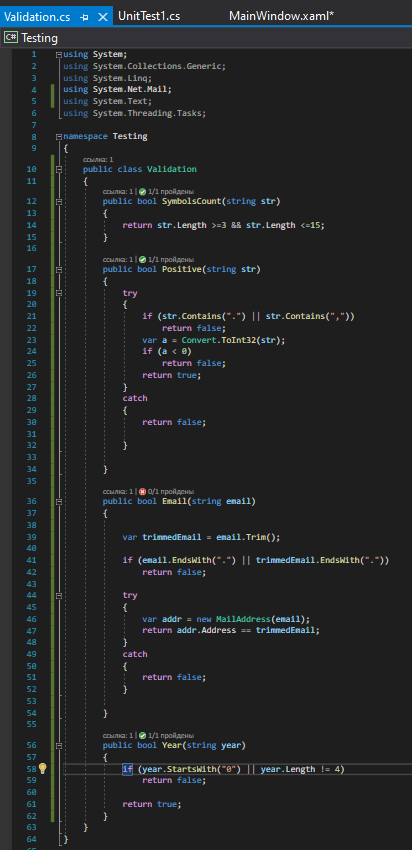 Validation.cs UnitTest1.cs MainWindow.xaml*
C# Testing
1 using System;
2 using System.Collections.Generic;
3 using System.Linq;
4 using System.Net.Mail;
5 using System.Text;
6 using System.Threading.Tasks;
7
8 namespace Testing
9 {
ссылка: 1
10 public class Validation
11 {
ссылка: 1 | 1/1 пройдены
12 public bool SymbolsCount(string str)
13 {
14 return str.Length >=3 && str.Length <=15;
15 }
16
ссылка: 1 | 1/1 пройдены
17 public bool Positive(string str)
18 {
19 try
20 {
21 if (str.Contains(".") || str.Contains(","))
22 return false;
23 var a = Convert.ToInt32(str);
24 if (a < 0)
25 return false;
26 return true;
27 }
28 catch
29 {
30 return false;
31
32 }
33
34 }
35
ссылка: 1 | 0/1 пройдены
36 public bool Email(string email)
37 {
38
39 var trimmedEmail = email.Trim();
40
41 if (email.EndsWith(".") || trimmedEmail.EndsWith("."))
42 return false;
43
44 try
45 {
46 var addr = new MailAddress(email);
47 return addr.Address == trimmedEmail;
48 }
49 catch
50 {
51 return false;
52 }
53
54 }
55
ссылка: 1 | 1/1 пройдены
56 public bool Year(string year)
57 {
58 if (year.StartsWith("0") || year.Length != 4)
59 return false;
60
61 return true;
62 }
63 }
64 }